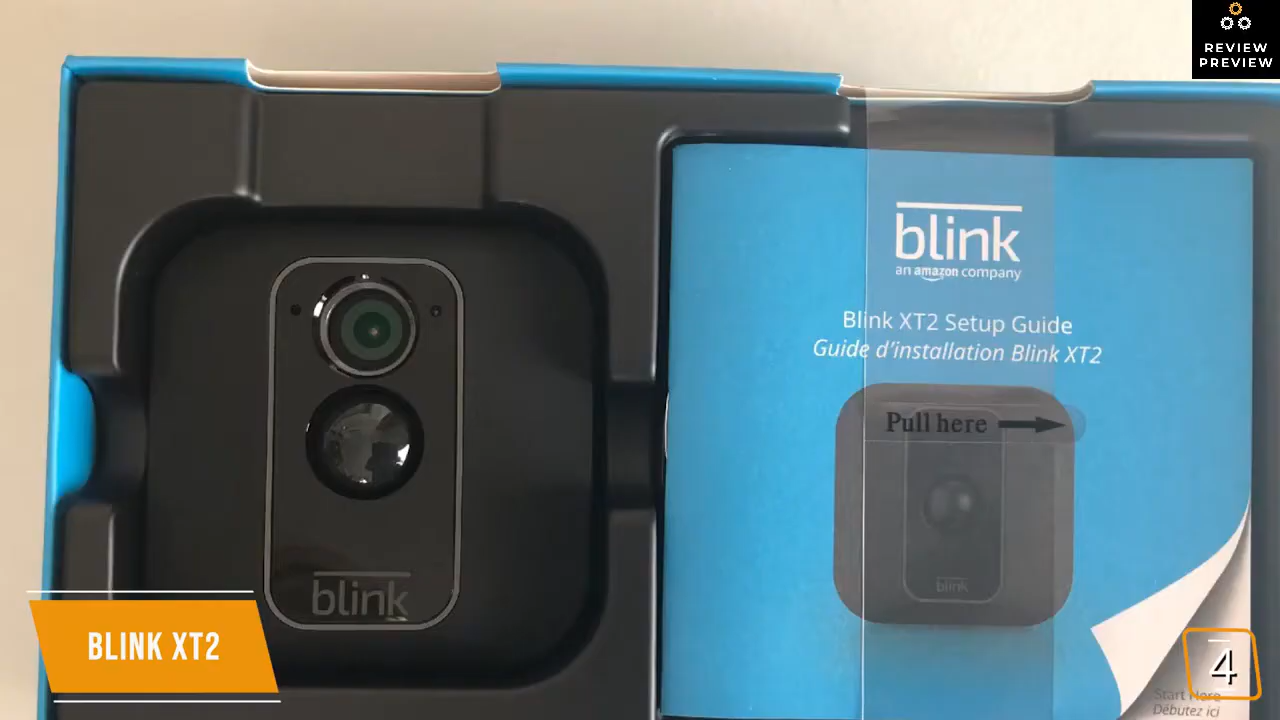 REVIEW
PREVIEW
blink
an amazon company
Blink XT2 Setup Guide
Guide d'installation Blink XT2
Pull here
blink
blink
BLINK XT2
4
Start Here
Débutez ici